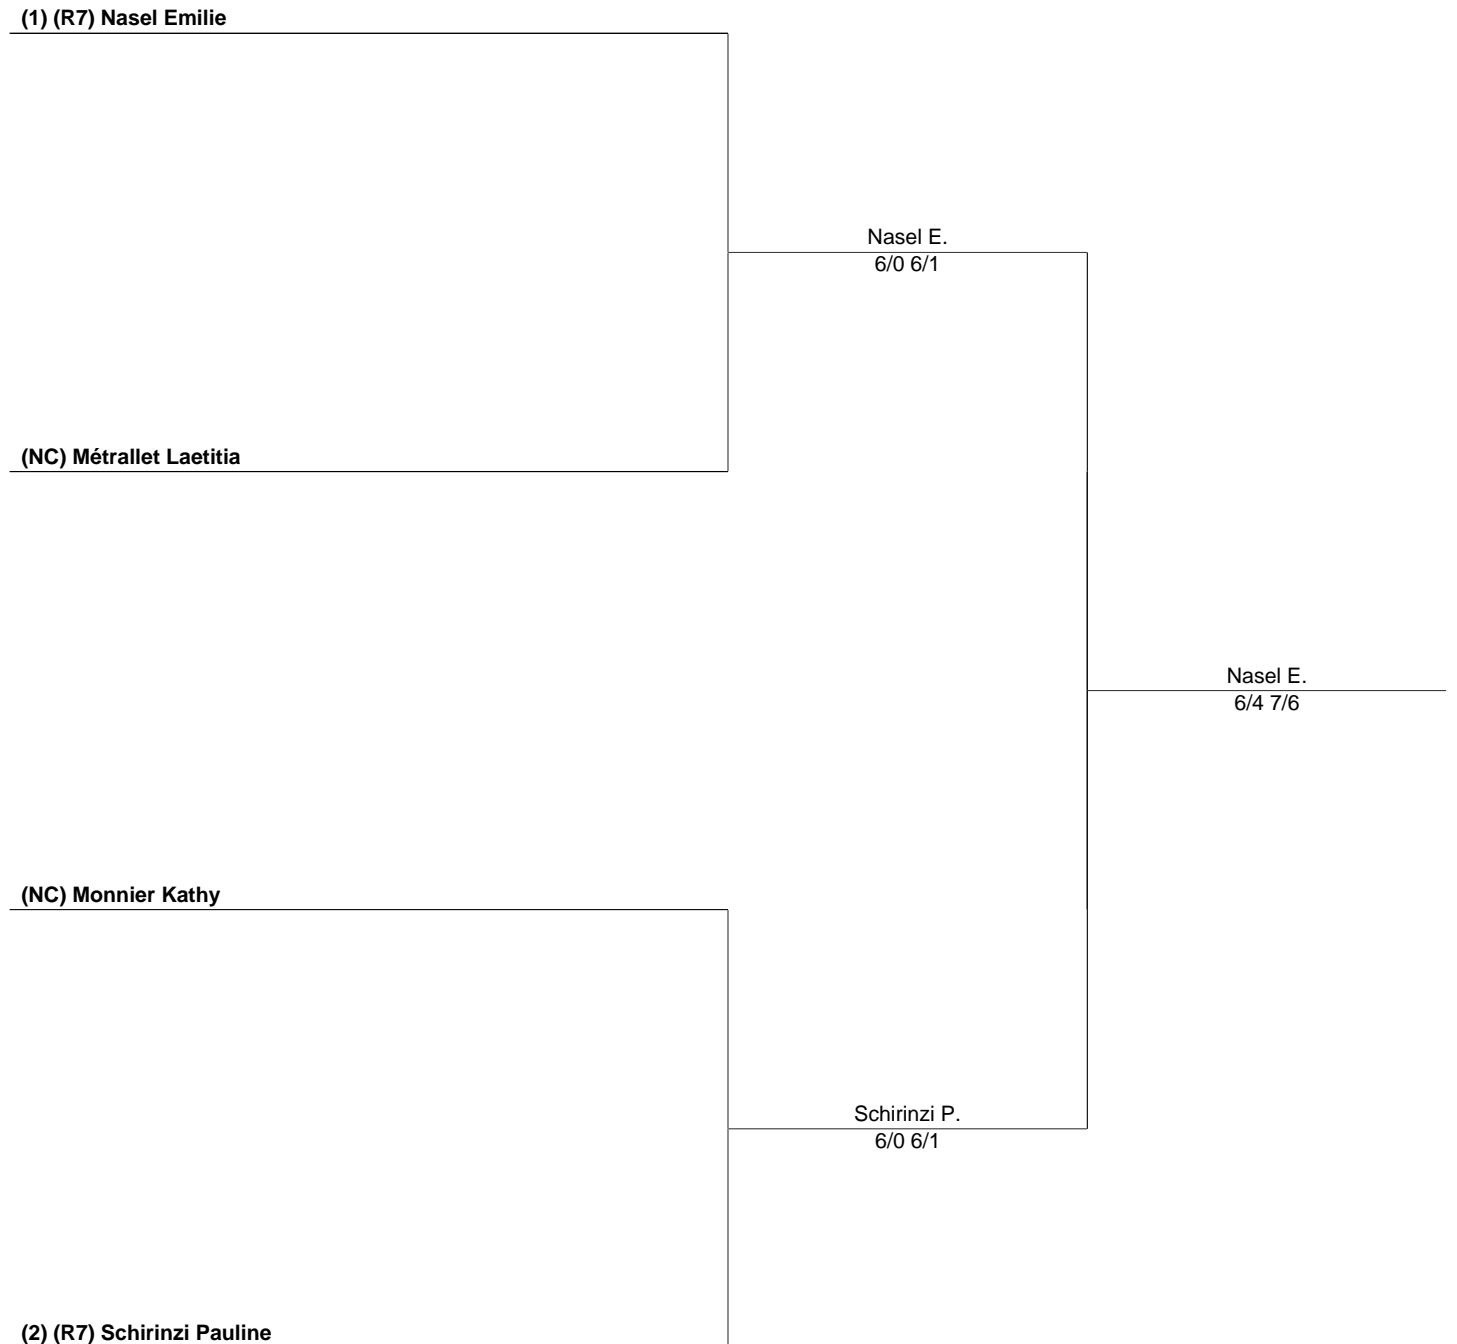 (1) (R7) Nasel Emilie
Nasel E.
6/0 6/1
(NC) Métrallet Laetitia
Nasel E.
6/4 7/6
(NC) Monnier Kathy
Schirinzi P.
6/0 6/1
(2) (R7) Schirinzi Pauline